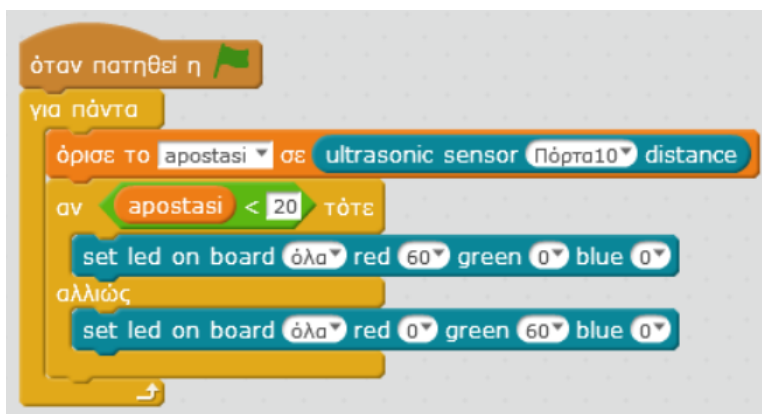 όταν πατηθεί η
για πάντα
όρισε το apostasi σε ultrasonic sensor Πόρτα10 distance
αν apostasi < 20 τότε
set led on board όλα red 60 green 0 blue 0
αλλιώς
set led on board όλα red 0 green 60 blue 0